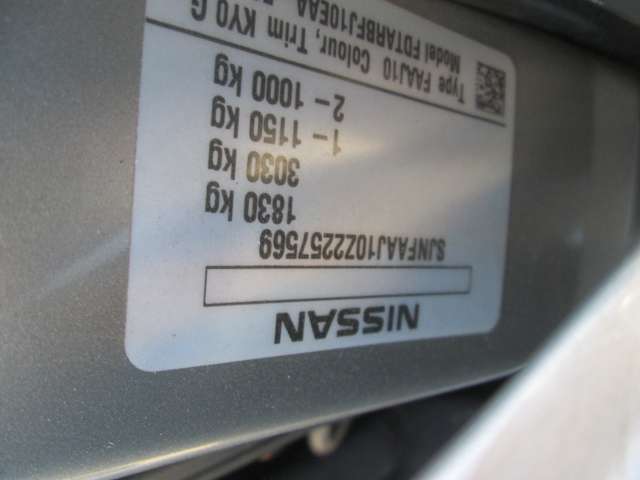 NISSAN
SJNFAAJ10Z2257569
1830 kg
3030 kg
1 – 1150 kg
2 – 1000 kg
Type FAAJ10 Colour, Trim KY0 G
Model FDTARBFJ10EAA